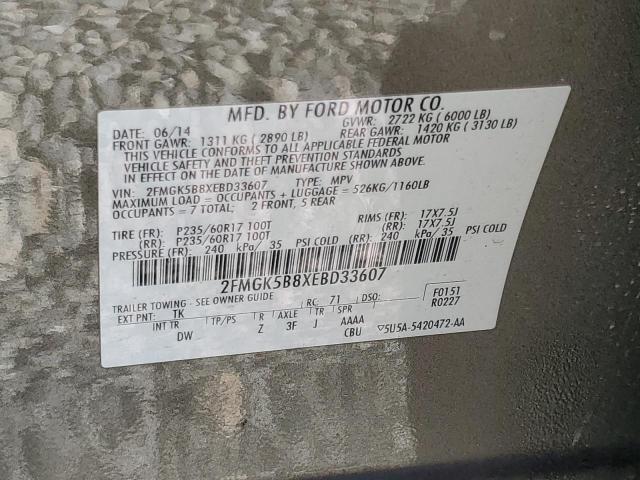 MFD. BY FORD MOTOR CO.
DATE: 06/14 GVWR: 2722 KG ( 6000 LB)
FRONT GAWR: 1311 KG ( 2890 LB) REAR GAWR: 1420 KG ( 3130 LB)
THIS VEHICLE CONFORMS TO ALL APPLICABLE FEDERAL MOTOR
VEHICLE SAFETY AND THEFT PREVENTION STANDARDS
IN EFFECT ON THE DATE OF MANUFACTURE SHOWN ABOVE.
VIN: 2FMGK5B8XEBD33607 TYPE: MPV
MAXIMUM LOAD = OCCUPANTS + LUGGAGE = 526KG/1160LB
OCCUPANTS = 7 TOTAL: 2 FRONT, 5 REAR
TIRE (FR): P235/60R17 100T RIMS (FR): 17X7.5J
(RR): P235/60R17 100T (RR): 17X7.5J
PRESSURE (FR): 240 kPa/ 35 PSI COLD (RR): 240 kPa/ 35 PSI COLD
2FMGK5B8XEBD33607
TRAILER TOWING - SEE OWNER GUIDE RC: 71 DSO: F0151
EXT PNT: TK R0227
INT TR TP/PS R AXLE TR SPR
DW Z 3F J AAAA
CBU ▽5U5A-5420472-AA